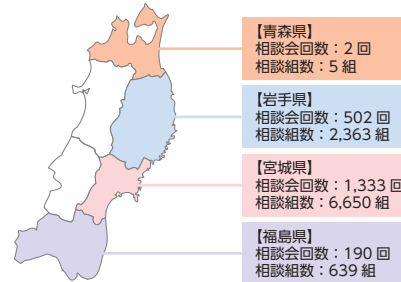 【青森県】
相談会回数：2 回
相談組数：5 組
【岩手県】
相談会回数：502 回
相談組数：2,363 組
【宮城県】
相談会回数：1,333 回
相談組数：6,650 組
【福島県】
相談会回数：190 回
相談組数：639 組